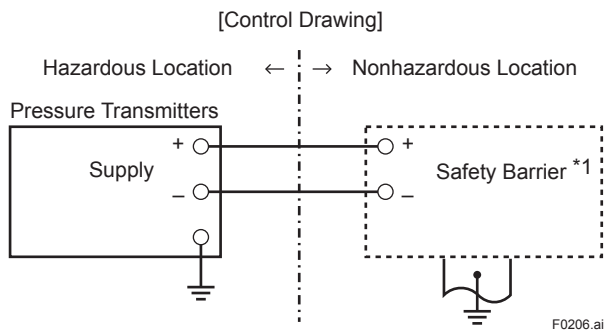 [Control Drawing]
Hazardous Location ← → Nonhazardous Location
Pressure Transmitters
Supply
+
–
+
–
Safety Barrier *1
F0206.ai